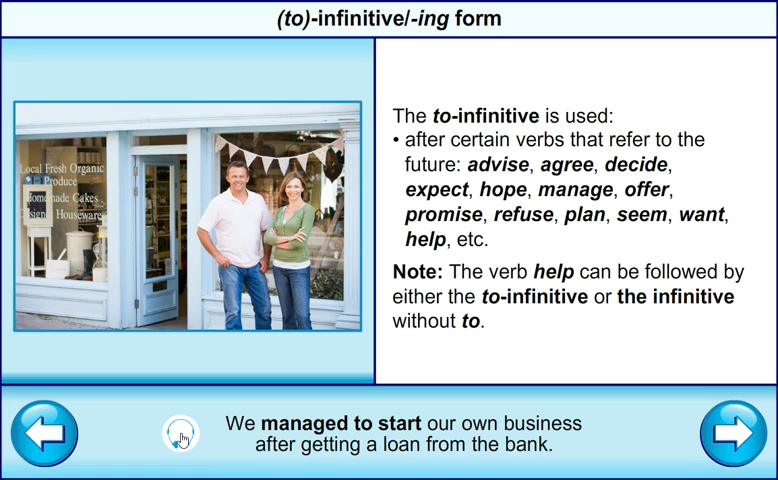 (to)-infinitive/-ing form
Local Fresh Organic
Produce
Homemade Cakes
Designer Houseware
The to-infinitive is used:
• after certain verbs that refer to the
future: advise, agree, decide,
expect, hope, manage, offer,
promise, refuse, plan, seem, want,
help, etc.
Note: The verb help can be followed by
either the to-infinitive or the infinitive
without to.
We managed to start our own business
after getting a loan from the bank.